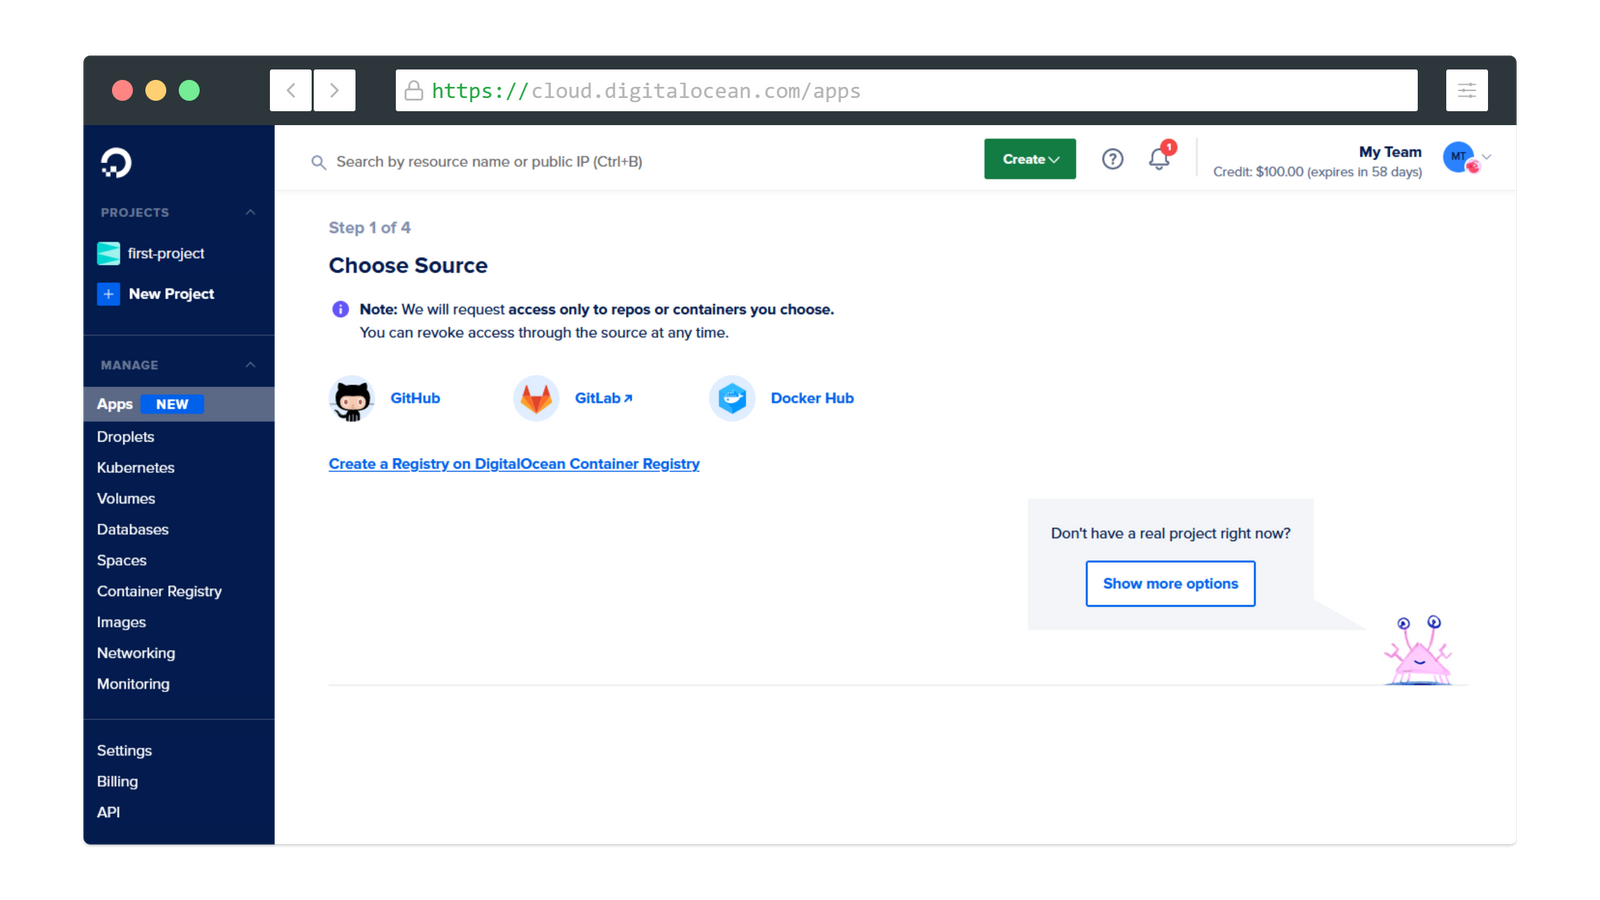 https://cloud.digitalocean.com/apps
Search by resource name or public IP (Ctrl+B)
Create
1
My Team
Credit: $100.00 (expires in 58 days)
MT
PROJECTS
first-project
New Project
MANAGE
Apps NEW
Droplets
Kubernetes
Volumes
Databases
Spaces
Container Registry
Images
Networking
Monitoring
Settings
Billing
API
Step 1 of 4
Choose Source
Note: We will request access only to repos or containers you choose.
You can revoke access through the source at any time.
GitHub
GitLab
Docker Hub
Create a Registry on DigitalOcean Container Registry
Don't have a real project right now?
Show more options